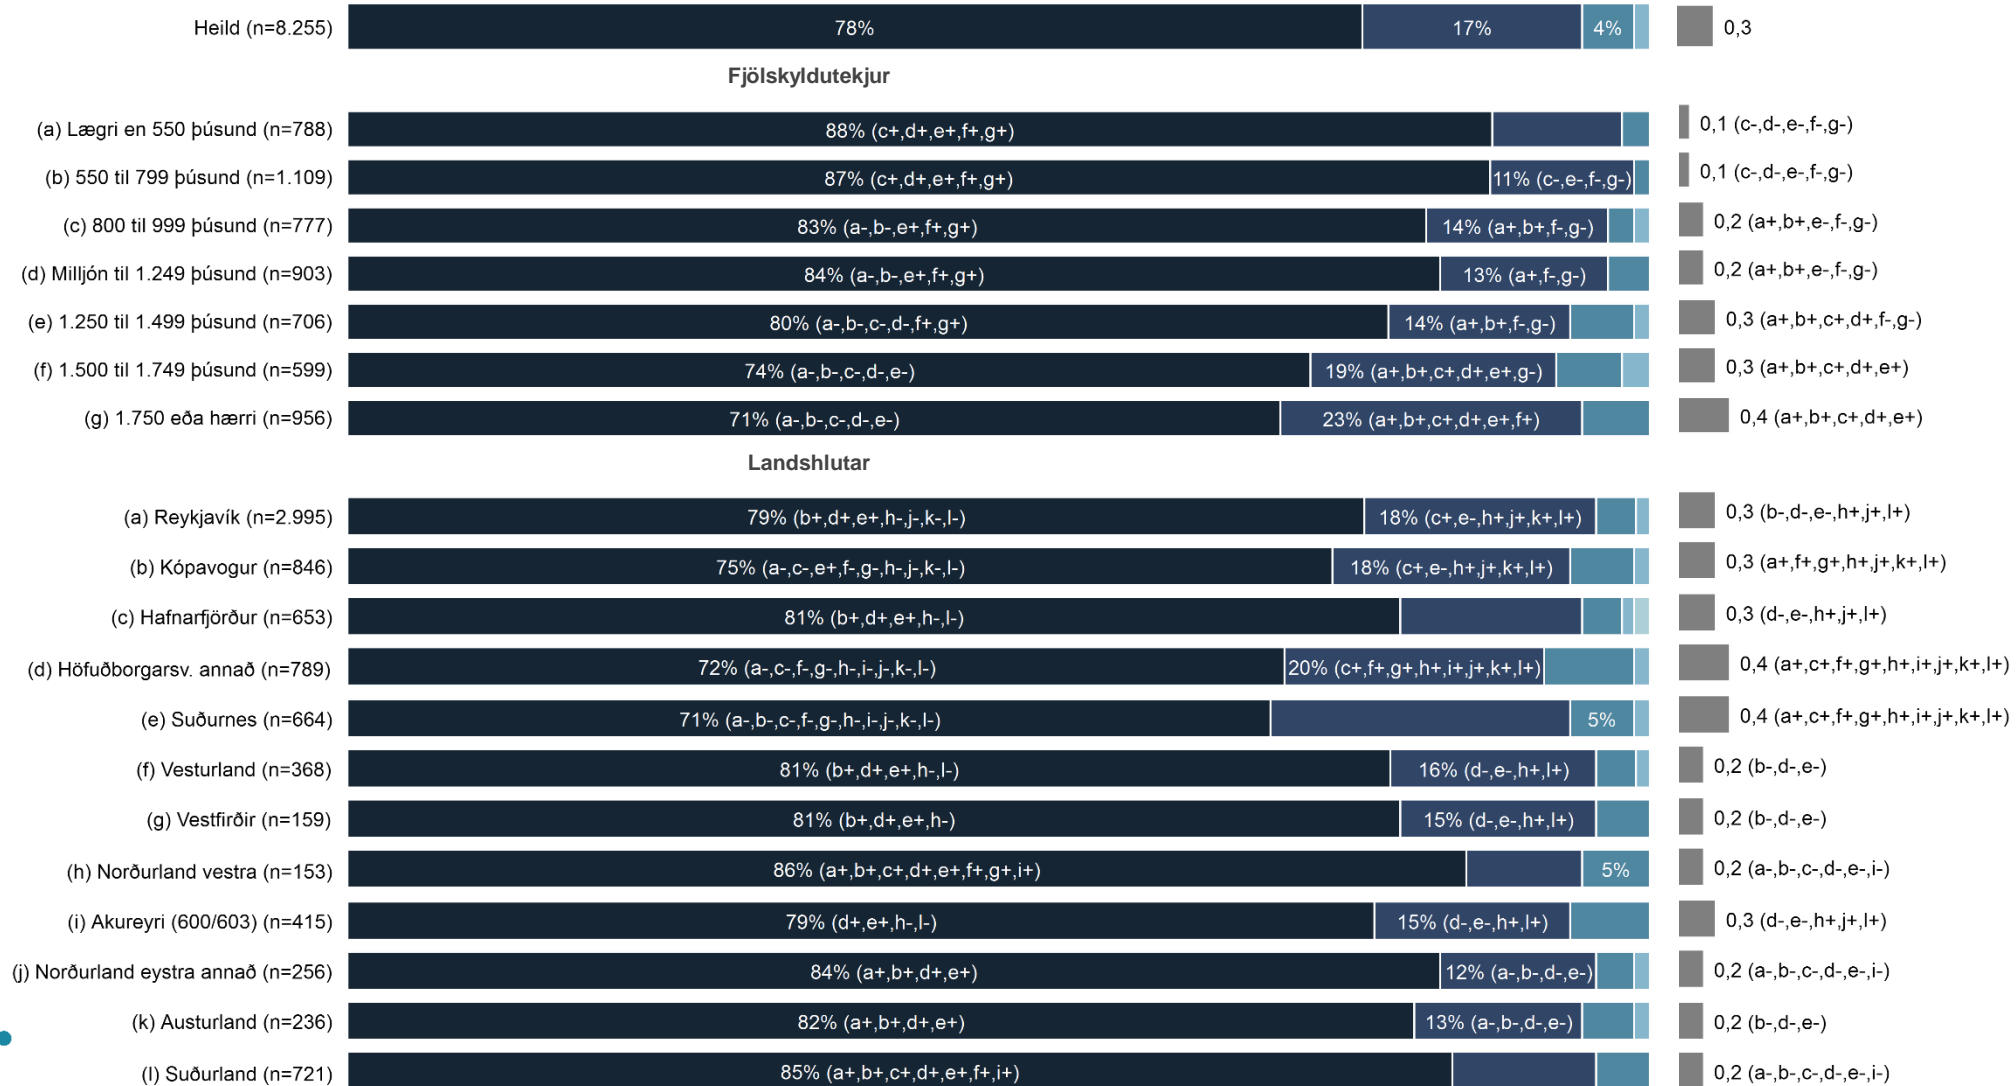 Heild (n=8.255) 78% 17% 4% 0,3
Fjölskyldutekjur
(a) Lægri en 550 þúsund (n=788) 88% (c+,d+,e+,f+,g+) 0,1 (c-,d-,e-,f-,g-)
(b) 550 til 799 þúsund (n=1.109) 87% (c+,d+,e+,f+,g+) 11% (c-,e-,f-,g-) 0,1 (c-,d-,e-,f-,g-)
(c) 800 til 999 þúsund (n=777) 83% (a-,b-,e+,f+,g+) 14% (a+,b+,f-,g-) 0,2 (a+,b+,e-,f-,g-)
(d) Milljón til 1.249 þúsund (n=903) 84% (a-,b-,e+,f+,g+) 13% (a+,f-,g-) 0,2 (a+,b+,e-,f-,g-)
(e) 1.250 til 1.499 þúsund (n=706) 80% (a-,b-,c-,d-,f+,g+) 14% (a+,b+,f-,g-) 0,3 (a+,b+,c+,d+,f-,g-)
(f) 1.500 til 1.749 þúsund (n=599) 74% (a-,b-,c-,d-,e-) 19% (a+,b+,c+,d+,e+,g-) 0,3 (a+,b+,c+,d+,e+)
(g) 1.750 eða hærri (n=956) 71% (a-,b-,c-,d-,e-) 23% (a+,b+,c+,d+,e+,f+) 0,4 (a+,b+,c+,d+,e+)
Landshlutar
(a) Reykjavík (n=2.995) 79% (b+,d+,e+,h-,j-,k-,l-) 18% (c+,e-,h+,j+,k+,l+) 0,3 (b-,d-,e-,h+,j+,l+)
(b) Kópavogur (n=846) 75% (a-,c-,e+,f-,g-,h-,j-,k-,l-) 18% (c+,e-,h+,j+,k+,l+) 0,3 (a+,f+,g+,h+,j+,k+,l+)
(c) Hafnarfjörður (n=653) 81% (b+,d+,e+,h-,l-) 0,3 (d-,e-,h+,j+,l+)
(d) Höfuðborgarsv. annað (n=789) 72% (a-,c-,f-,g-,h-,i-,j-,k-,l-) 20% (c+,f+,g+,h+,i+,j+,k+,l+) 0,4 (a+,c+,f+,g+,h+,i+,j+,k+,l+)
(e) Suðurnes (n=664) 71% (a-,b-,c-,f-,g-,h-,i-,j-,k-,l-) 5% 0,4 (a+,c+,f+,g+,h+,i+,j+,k+,l+)
(f) Vesturland (n=368) 81% (b+,d+,e+,h-,l-) 16% (d-,e-,h+,l+) 0,2 (b-,d-,e-)
(g) Vestfirðir (n=159) 81% (b+,d+,e+,h-) 15% (d-,e-,h+,l+) 0,2 (b-,d-,e-)
(h) Norðurland vestra (n=153) 86% (a+,b+,c+,d+,e+,f+,g+,i+) 5% 0,2 (a-,b-,c-,d-,e-,i-)
(i) Akureyri (600/603) (n=415) 79% (d+,e+,h-,l-) 15% (d-,e-,h+,l+) 0,3 (d-,e-,h+,j+,l+)
(j) Norðurland eystra annað (n=256) 84% (a+,b+,d+,e+) 12% (a-,b-,d-,e-) 0,2 (a-,b-,c-,d-,e-,i-)
(k) Austurland (n=236) 82% (a+,b+,d+,e+) 13% (a-,b-,d-,e-) 0,2 (b-,d-,e-)
(l) Suðurland (n=721) 85% (a+,b+,c+,d+,e+,f+,i+) 0,2 (a-,b-,c-,d-,e-,i-)